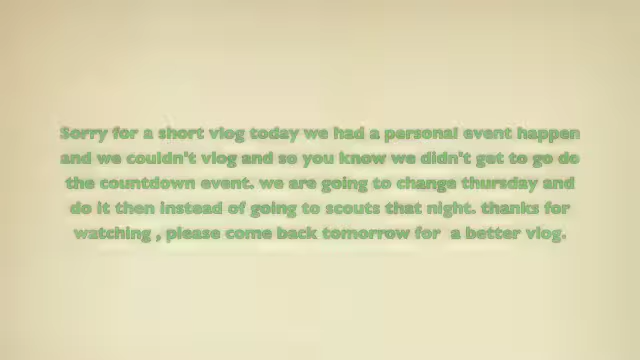 Sorry for a short vlog today we had a personal event happen
and we couldn't vlog and so you know we didn't get to go do
the countdown event. we are going to change thursday and
do it then instead of going to scouts that night. thanks for
watching , please come back tomorrow for  a better vlog.